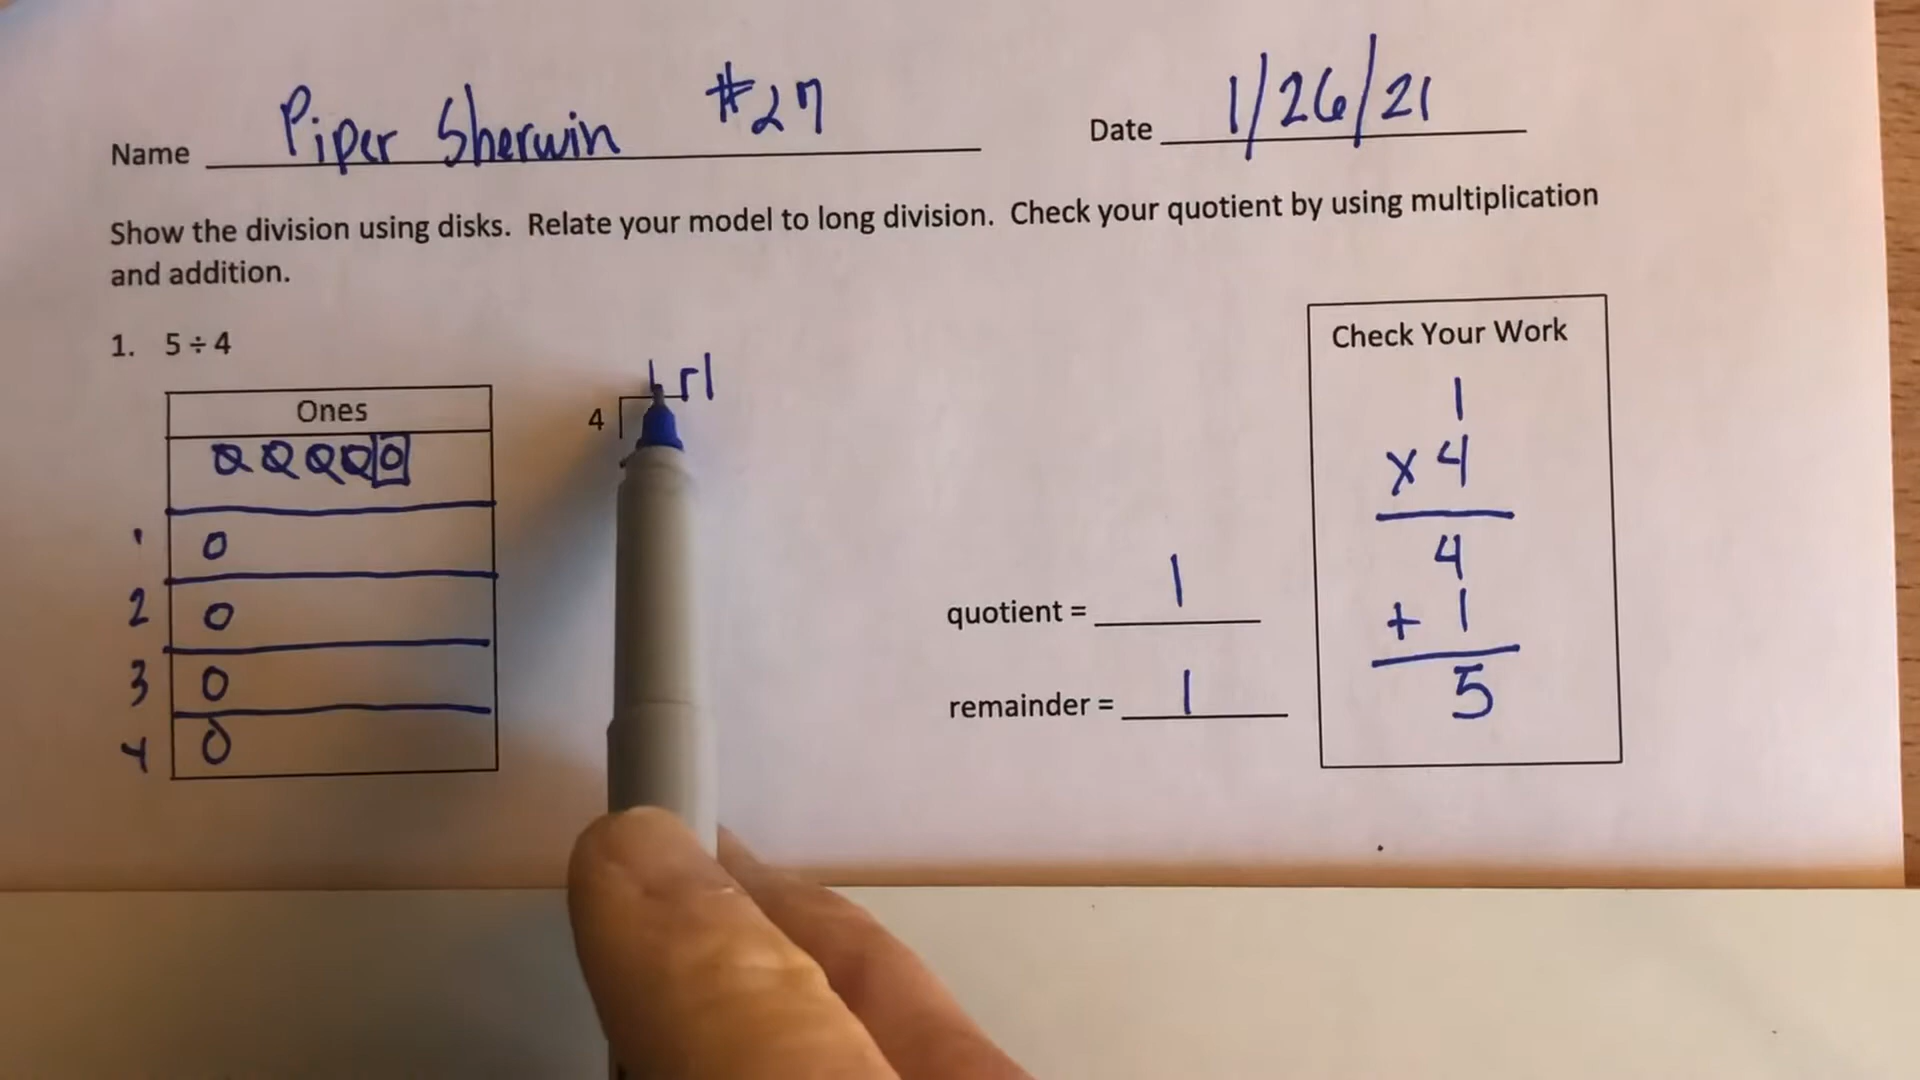 Name Piper Sherwin #27 Date 1/26/21
Show the division using disks. Relate your model to long division. Check your quotient by using multiplication
and addition.
1. 5 ÷ 4
Ones
1
2
3
4
1r1
4
quotient = 1
remainder = 1
Check Your Work
1
x 4
4
+ 1
5